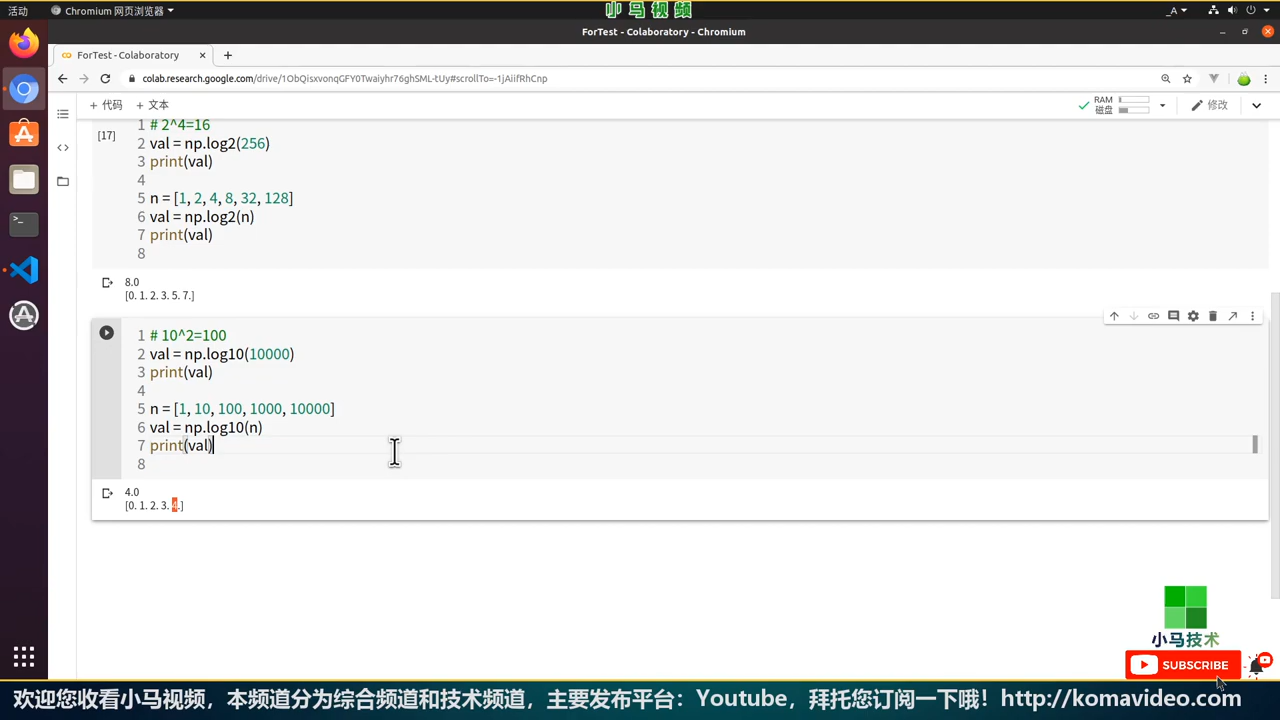 小马视频
活动 Chromium 网页浏览器
ForTest - Colaboratory - Chromium
ForTest - Colaboratory
colab.research.google.com/drive/1ObQisxvonqGFY0Twaiyhr76ghSML-tUy#scrollTo=-1jAiifRhCnp
+ 代码 + 文本
RAM
磁盘
修改
[17]
1 # 2^4=16
2 val = np.log2(256)
3 print(val)
4
5 n = [1, 2, 4, 8, 32, 128]
6 val = np.log2(n)
7 print(val)
8
8.0
[0. 1. 2. 3. 5. 7.]
1 # 10^2=100
2 val = np.log10(10000)
3 print(val)
4
5 n = [1, 10, 100, 1000, 10000]
6 val = np.log10(n)
7 print(val)
8
4.0
[0. 1. 2. 3. 4.]
小马技术
SUBSCRIBE
欢迎您收看小马视频，本频道分为综合频道和技术频道，主要发布平台：Youtube，拜托您订阅一下哦！http://komavideo.com